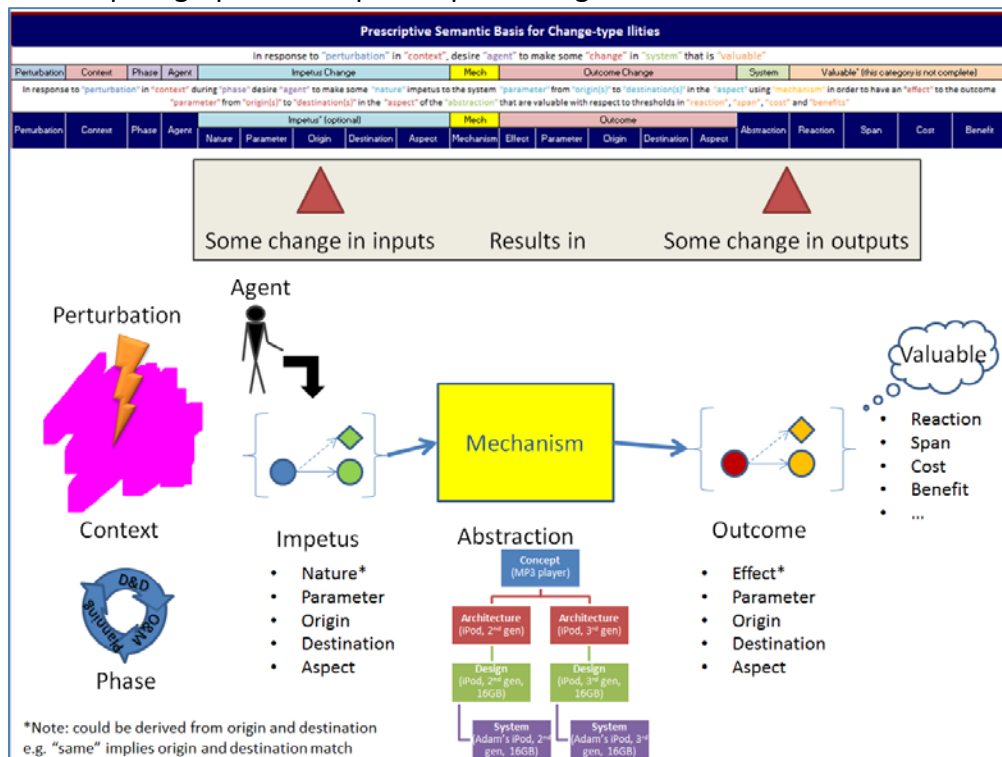 Prescriptive Semantic Basis for Change-type Ilities
in response to "perturbation" in "context", desire "agent" to make some "change" in "system" that is "valuable"
Perturbation Context Phase Agent Impetus Change Mech Outcome Change System Valuable* (this category is not complete)
In response to "perturbation" in "context" during "phase" desire "agent" to make some "nature" impetus to the system "parameter" from "origin(s)" to "destination(s)" in the "aspect" using "mechanism" in order to have an "effect" to the outcome
"parameter" from "origin(s)" to "destination(s)" in the "aspect" of the "abstraction" that are valuable with respect to thresholds in "reaction", "span", "cost" and "benefits"
Perturbation Context Phase Agent Impetus* (optional) Mech Outcome Abstraction Reaction Span Cost Benefit
Nature Parameter Origin Destination Aspect Mechanism Effect Parameter Origin Destination Aspect
Some change in inputs Results in Some change in outputs
Agent
Perturbation
Valuable
Mechanism
• Reaction
• Span
• Cost
• Benefit
• ...
Context
Impetus
Abstraction
Outcome
• Nature*
• Parameter
• Origin
• Destination
• Aspect
Concept
(MP3 player)
Architecture
(iPod, 2nd gen)
Architecture
(iPod, 3rd gen)
Design
(iPod, 2nd gen,
16GB)
Design
(iPod, 3rd gen,
16GB)
System
(Adam's iPod, 2nd
gen, 16GB)
System
(Adam's iPod, 3rd
gen, 16GB)
• Effect*
• Parameter
• Origin
• Destination
• Aspect
D&D
O&M
Planning
Phase
*Note: could be derived from origin and destination
e.g. "same" implies origin and destination match